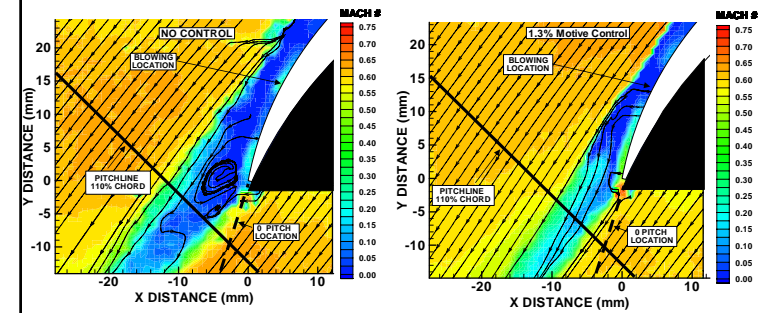 NO CONTROL
MACH #
0.75
0.70
0.65
0.60
0.55
0.50
0.45
0.40
0.35
0.30
0.25
0.20
0.15
0.10
0.05
0.00
BLOWING
LOCATION
PITCHLINE
110% CHORD
0 PITCH
LOCATION
Y DISTANCE (mm)
20
15
10
5
0
-5
-10
-20
-10
0
10
X DISTANCE (mm)
1.3% Motive Control
MACH #
0.75
0.70
0.65
0.60
0.55
0.50
0.45
0.40
0.35
0.30
0.25
0.20
0.15
0.10
0.05
0.00
BLOWING
LOCATION
PITCHLINE
110% CHORD
0 PITCH
LOCATION
Y DISTANCE (mm)
20
15
10
5
0
-5
-10
-20
-10
0
10
X DISTANCE (mm)